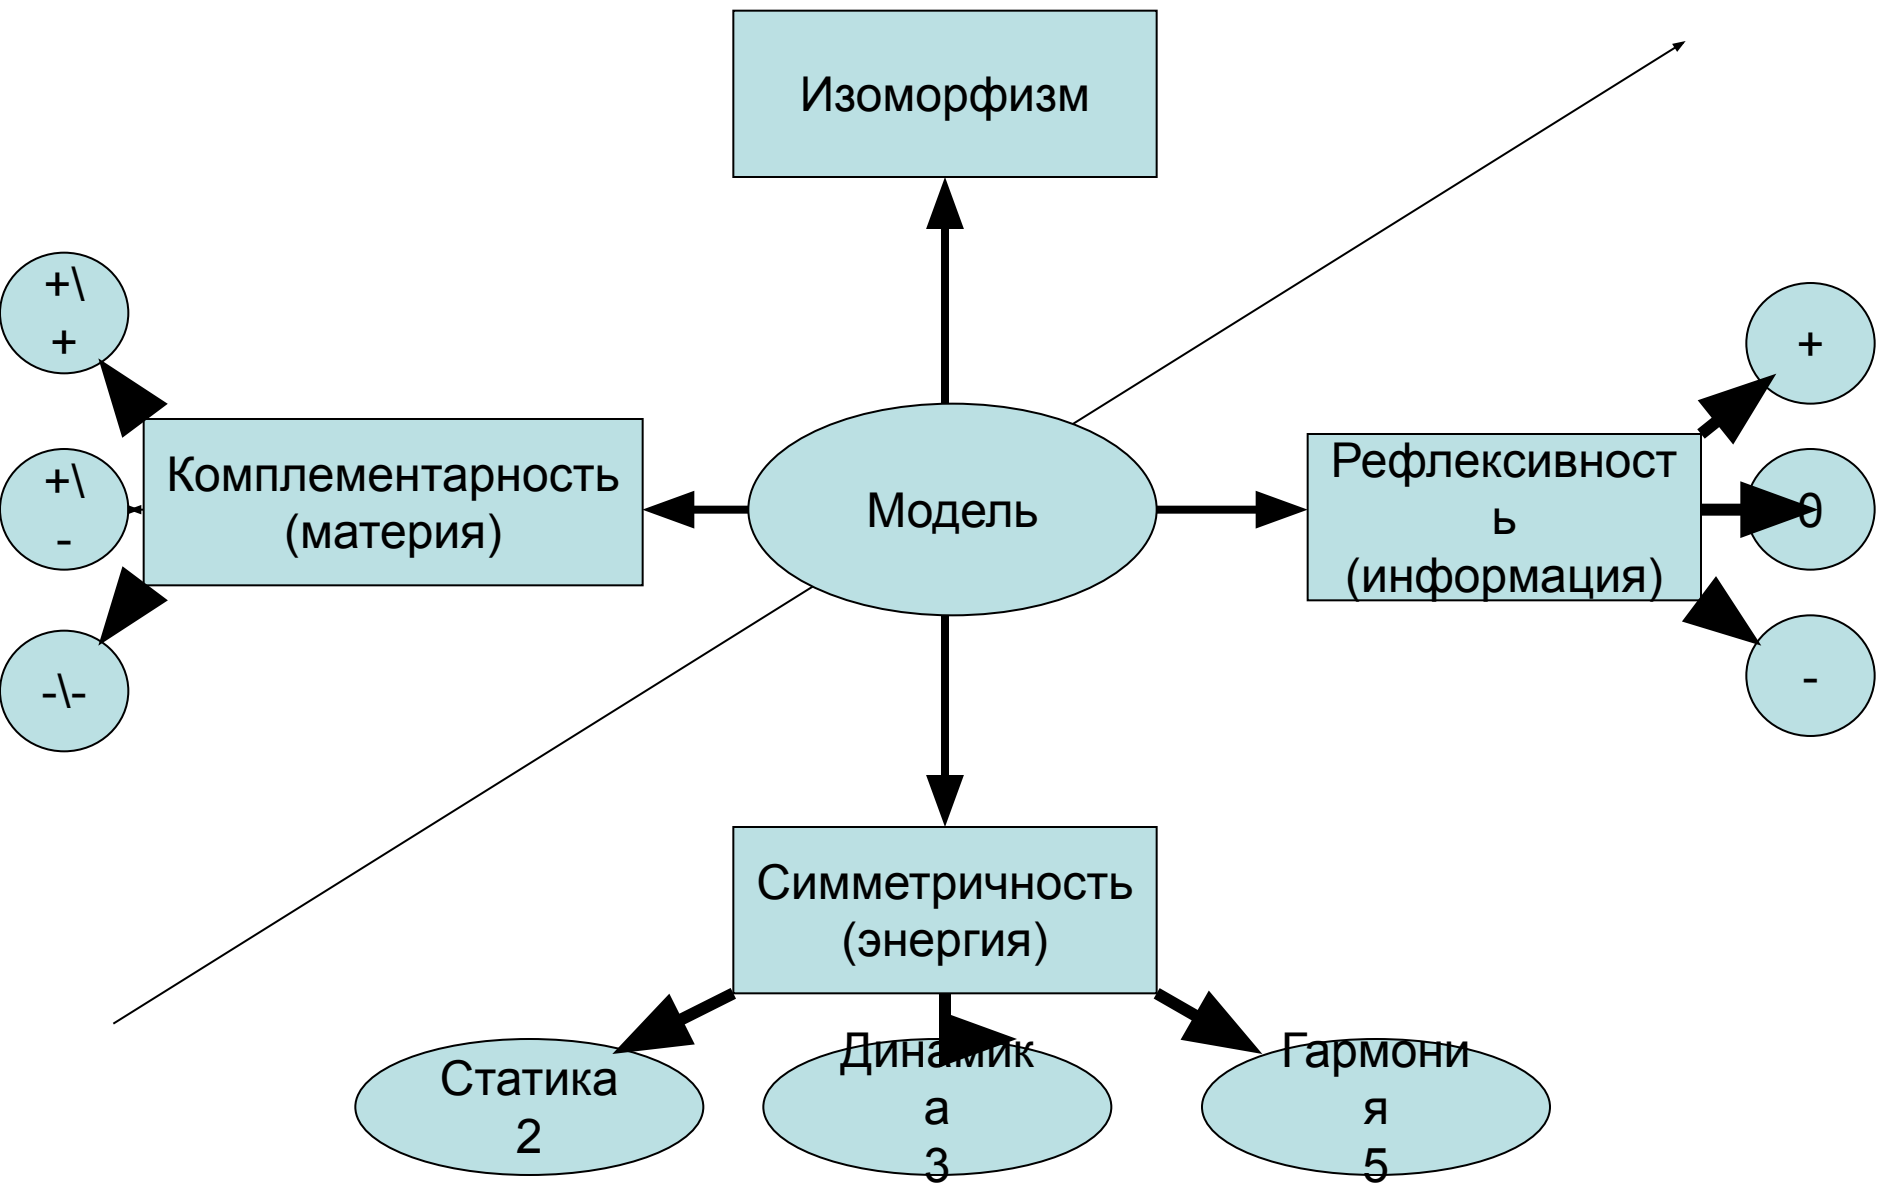 Изоморфизм
+\
+
+\
-
-\-
Комплементарность
(материя)
Модель
Рефлексивност
ь
(информация)
+
0
-
Симметричность
(энергия)
Статика
2
Динамик
а
3
Гармони
я
5